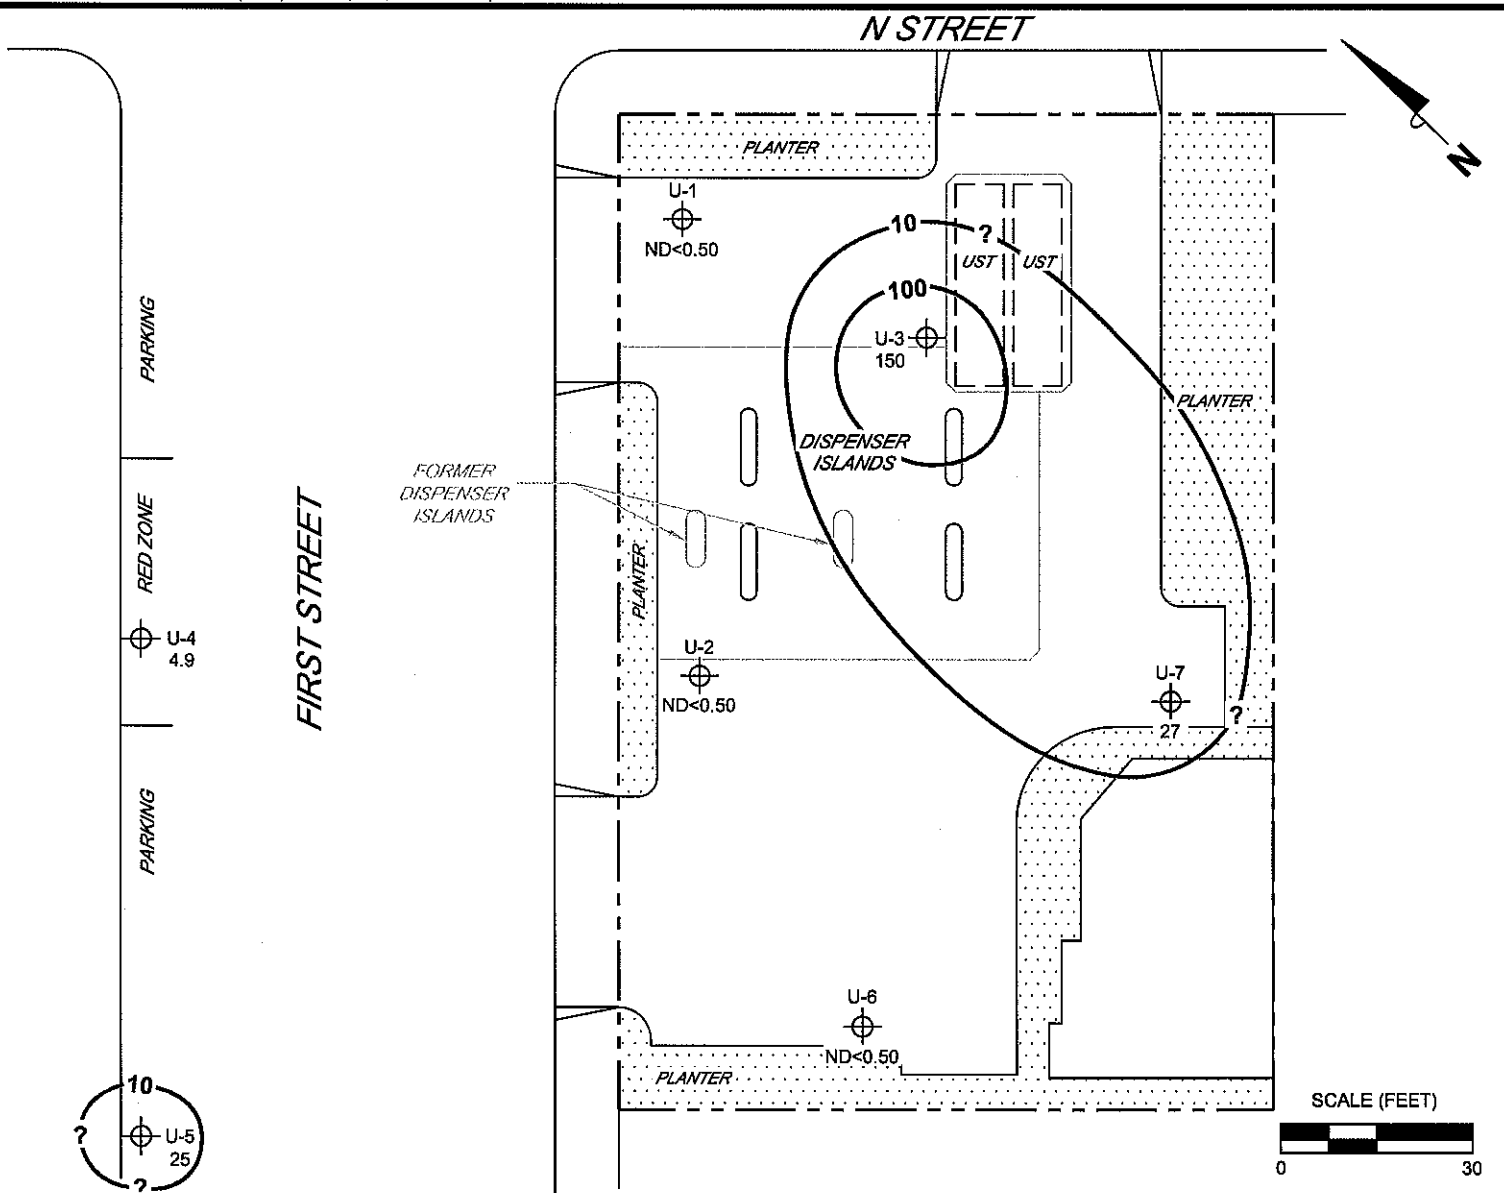 N STREET
N
PLANTER
U-1
ND<0.50
10
?
UST
UST
100
U-3
150
PARKING
PLANTER
DISPENSER
ISLANDS
FORMER
DISPENSER
ISLANDS
RED ZONE
FIRST STREET
PLANTER
U-4
4.9
U-2
ND<0.50
U-7
27
?
PARKING
U-6
ND<0.50
PLANTER
10
?
U-5
25
?
SCALE (FEET)
0
30